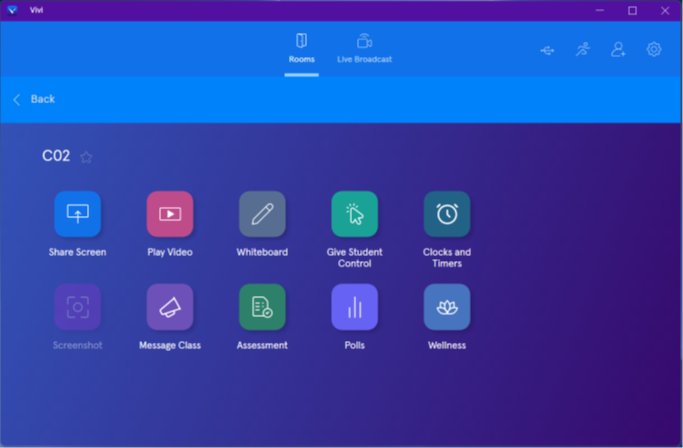 Vivi
Rooms
Live Broadcast
Back
C02
Share Screen
Play Video
Whiteboard
Give Student
Control
Clocks and
Timers
Screenshot
Message Class
Assessment
Polls
Wellness